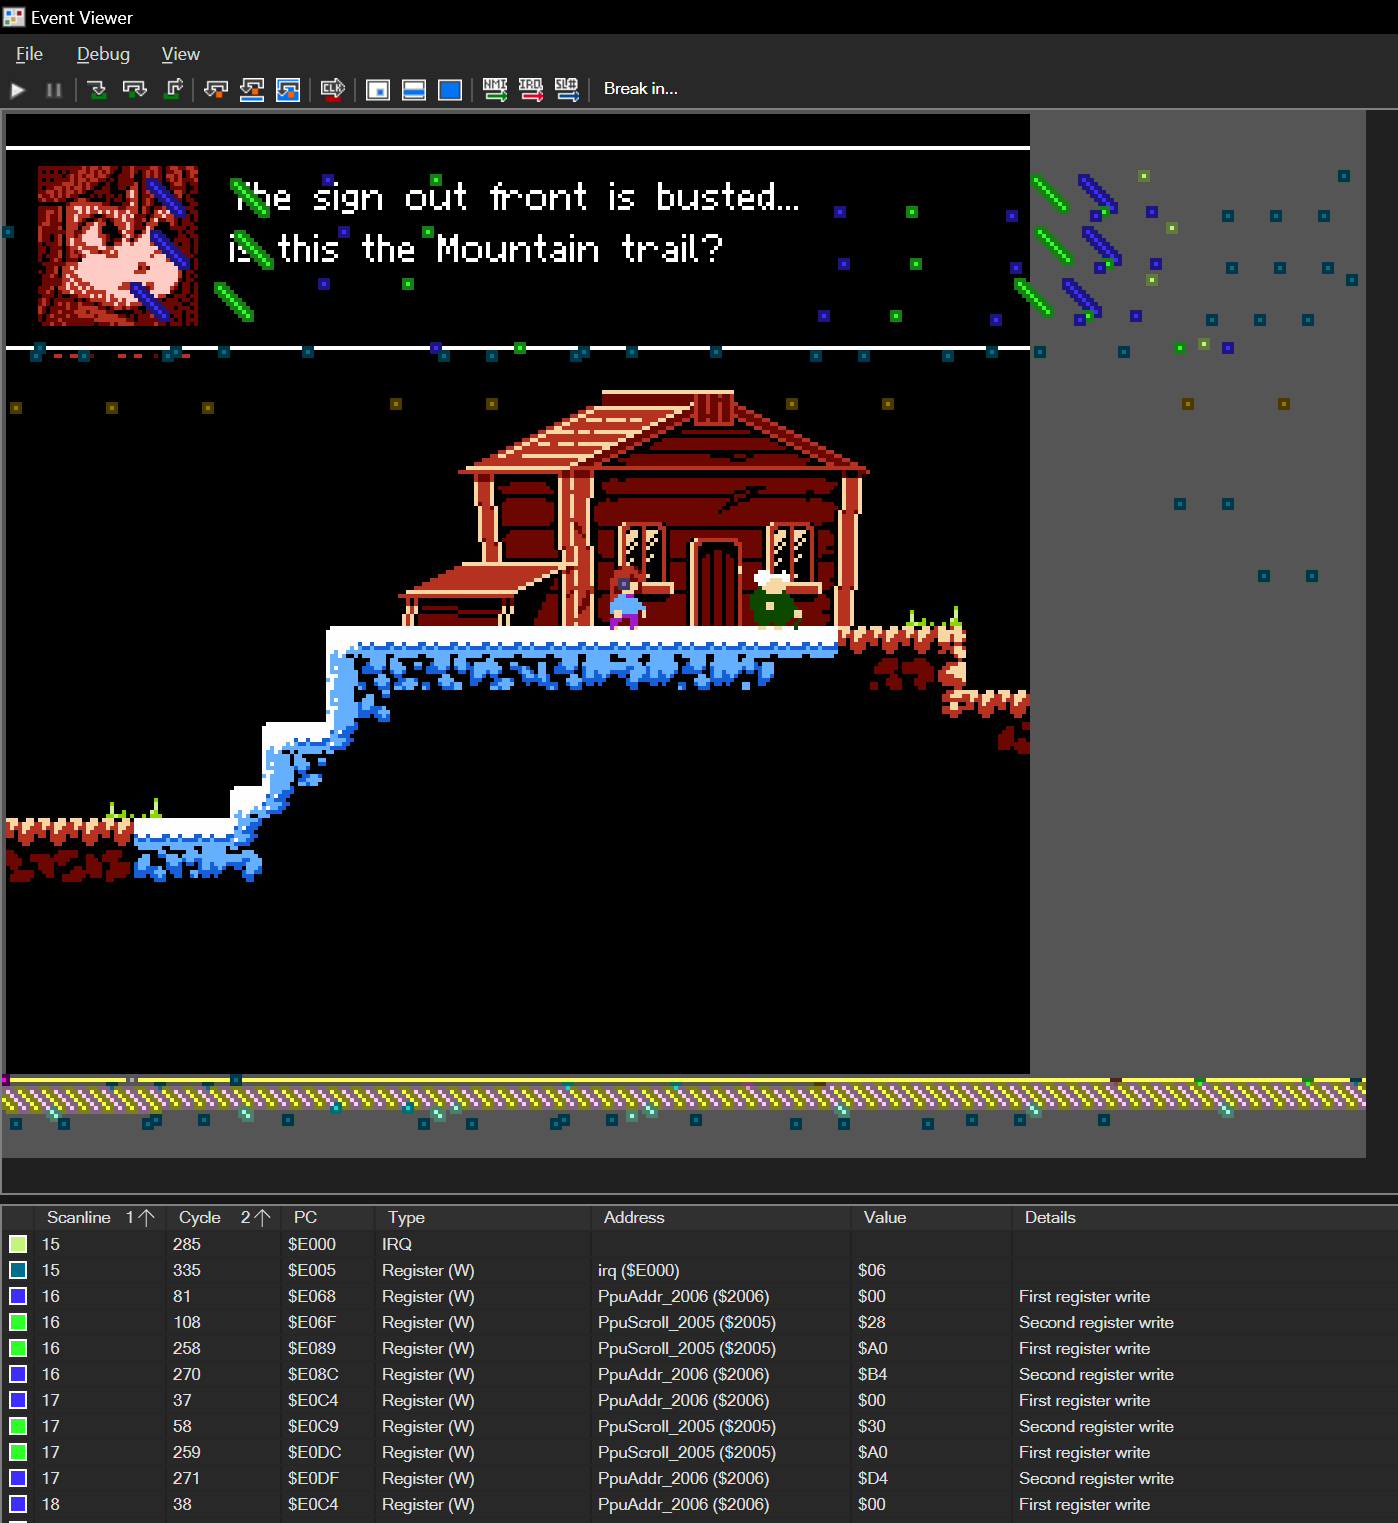 Event Viewer
File Debug View
CLK NMI IRQ SL# Break in...
The sign out front is busted...
is this the Mountain trail?
Scanline 1 Cycle 2 PC Type Address Value Details
15 285 $E000 IRQ
15 335 $E005 Register (W) irq ($E000) $06
16 81 $E068 Register (W) PpuAddr_2006 ($2006) $00 First register write
16 108 $E06F Register (W) PpuScroll_2005 ($2005) $28 Second register write
16 258 $E089 Register (W) PpuScroll_2005 ($2005) $A0 First register write
16 270 $E08C Register (W) PpuAddr_2006 ($2006) $B4 Second register write
17 37 $E0C4 Register (W) PpuAddr_2006 ($2006) $00 First register write
17 58 $E0C9 Register (W) PpuScroll_2005 ($2005) $30 Second register write
17 259 $E0DC Register (W) PpuScroll_2005 ($2005) $A0 First register write
17 271 $E0DF Register (W) PpuAddr_2006 ($2006) $D4 Second register write
18 38 $E0C4 Register (W) PpuAddr_2006 ($2006) $00 First register write